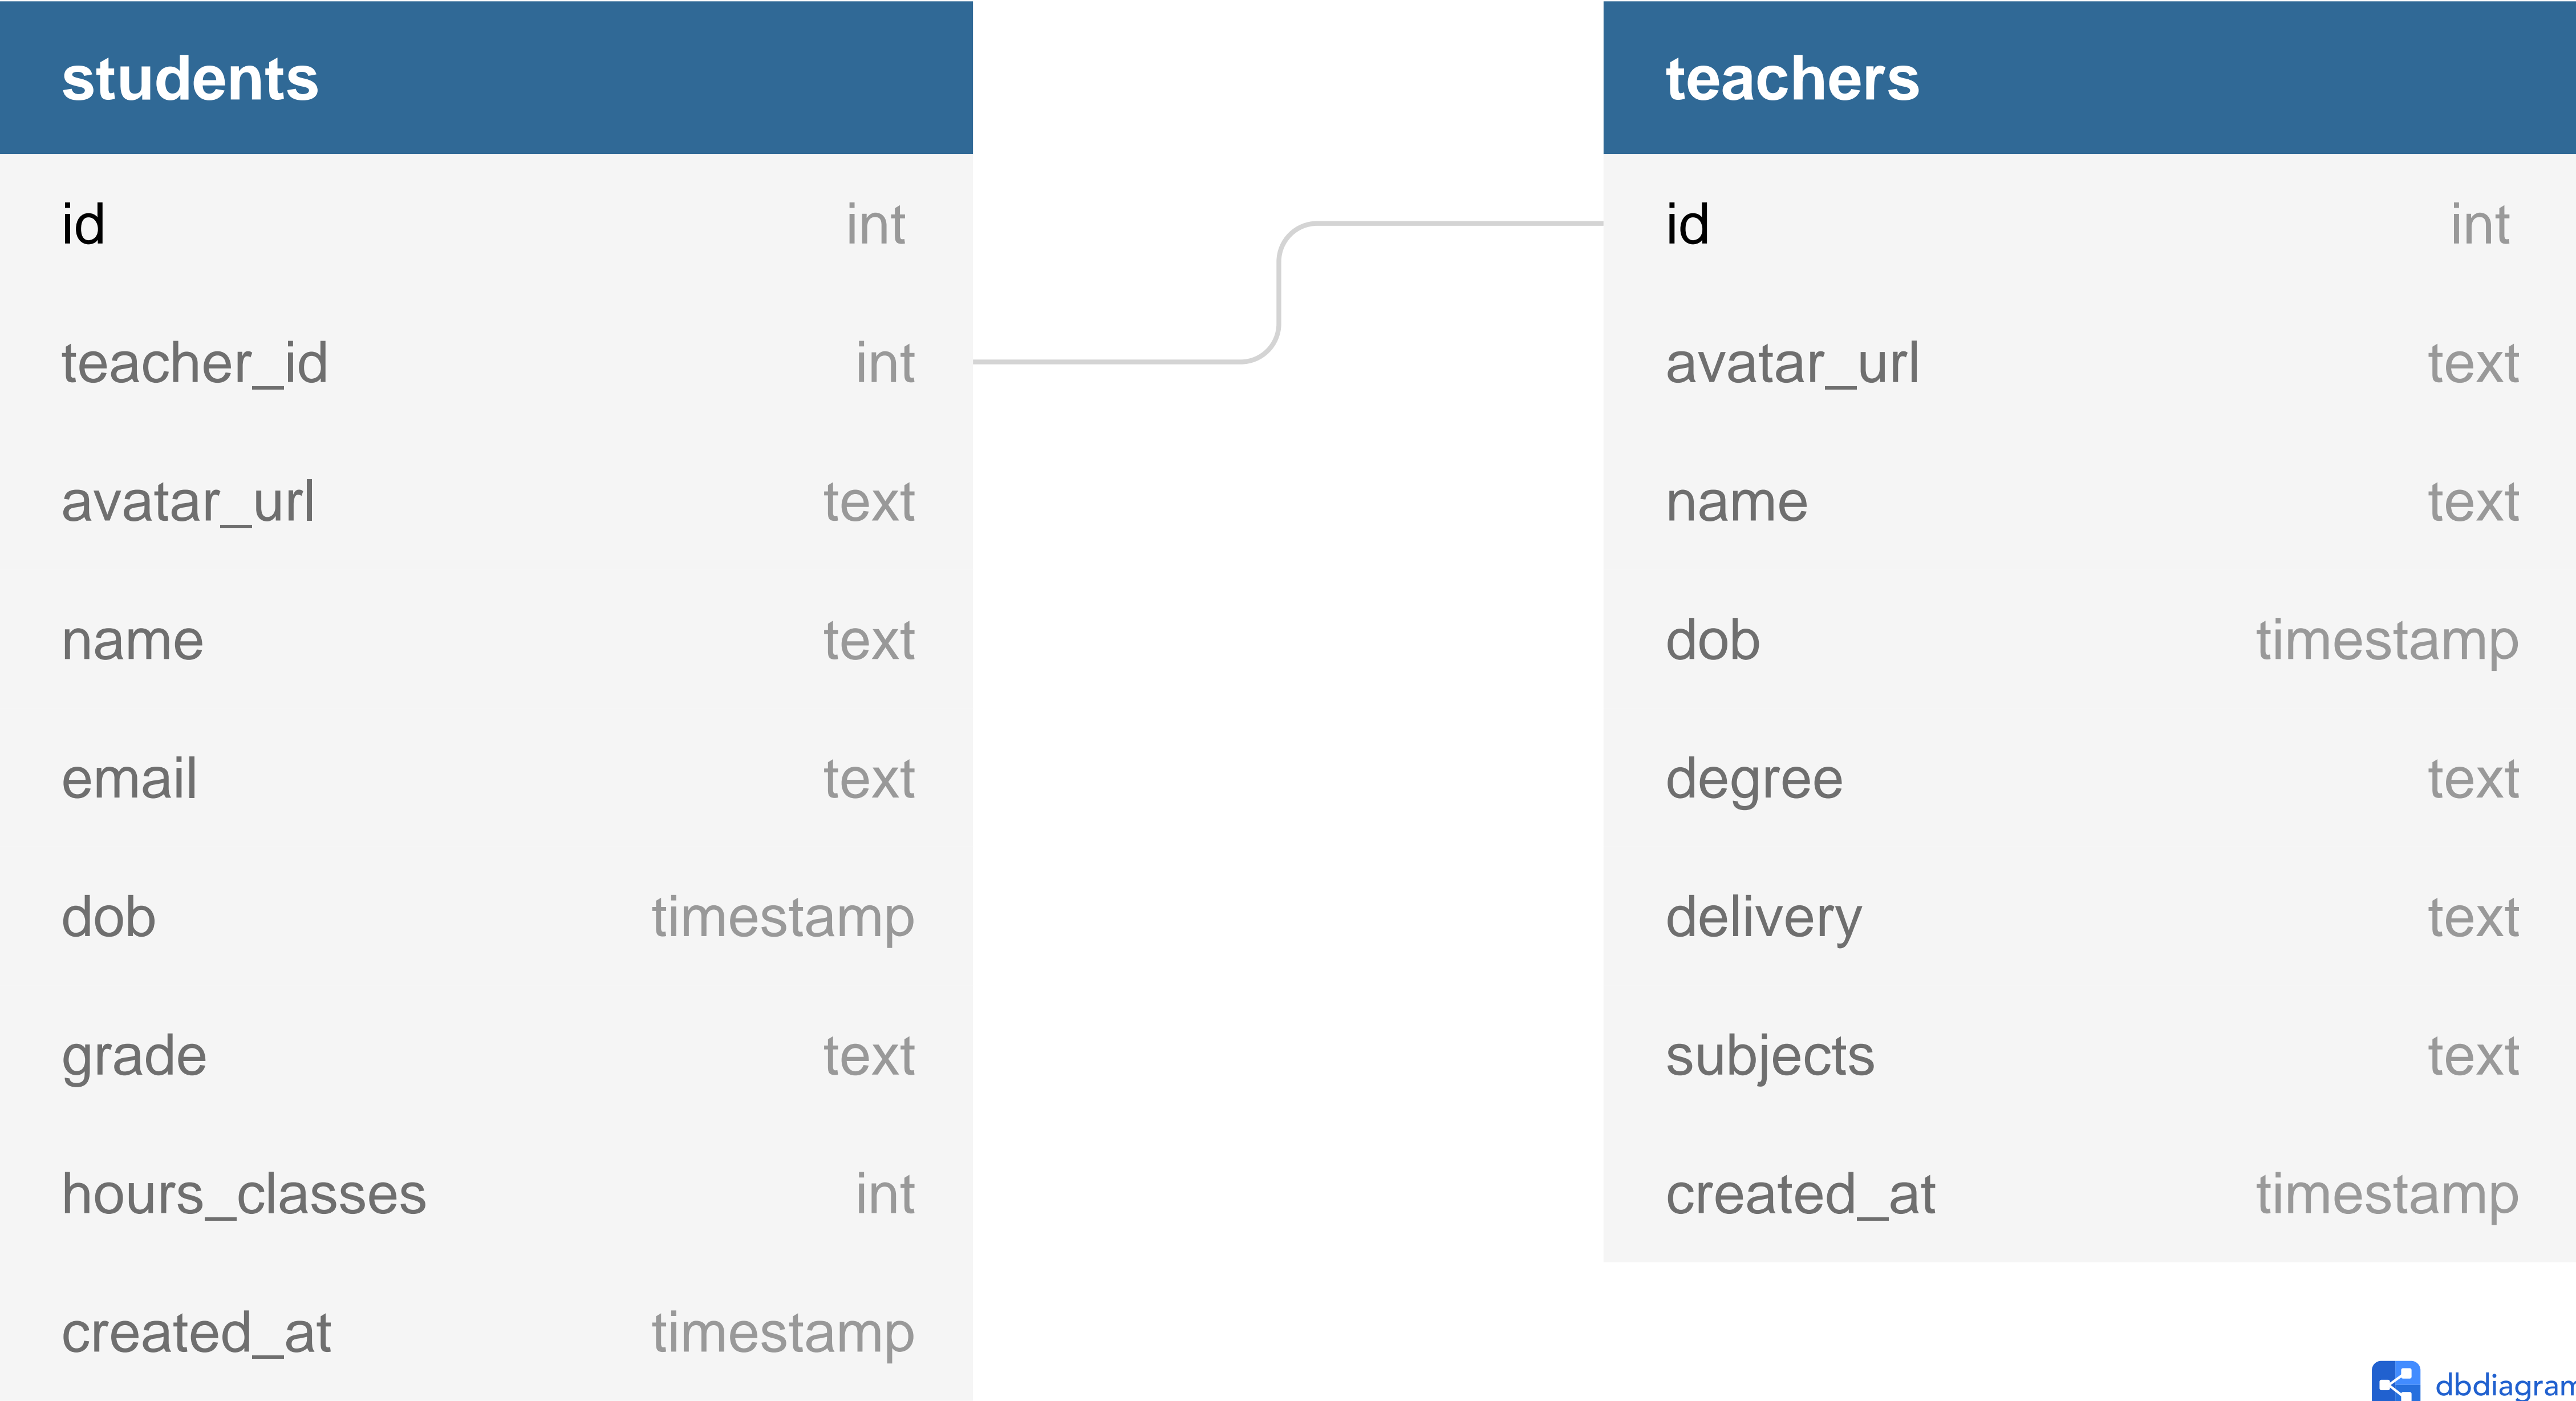 students
id int
teacher_id int
avatar_url text
name text
email text
dob timestamp
grade text
hours_classes int
created_at timestamp
teachers
id int
avatar_url text
name text
dob timestamp
degree text
delivery text
subjects text
created_at timestamp
dbdiagram